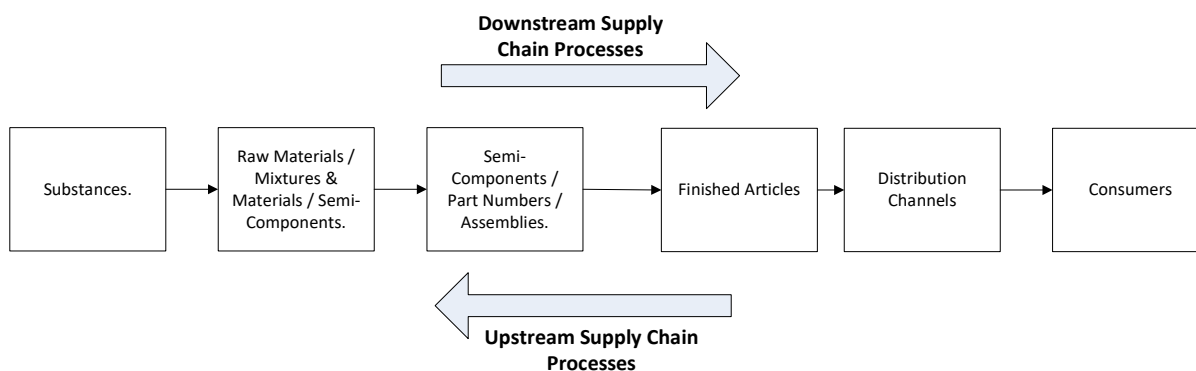 Downstream Supply
Chain Processes
Substances.
Raw Materials /
Mixtures &
Materials / Semi-
Components.
Semi-
Components /
Part Numbers /
Assemblies.
Finished Articles
Distribution
Channels
Consumers
Upstream Supply Chain
Processes